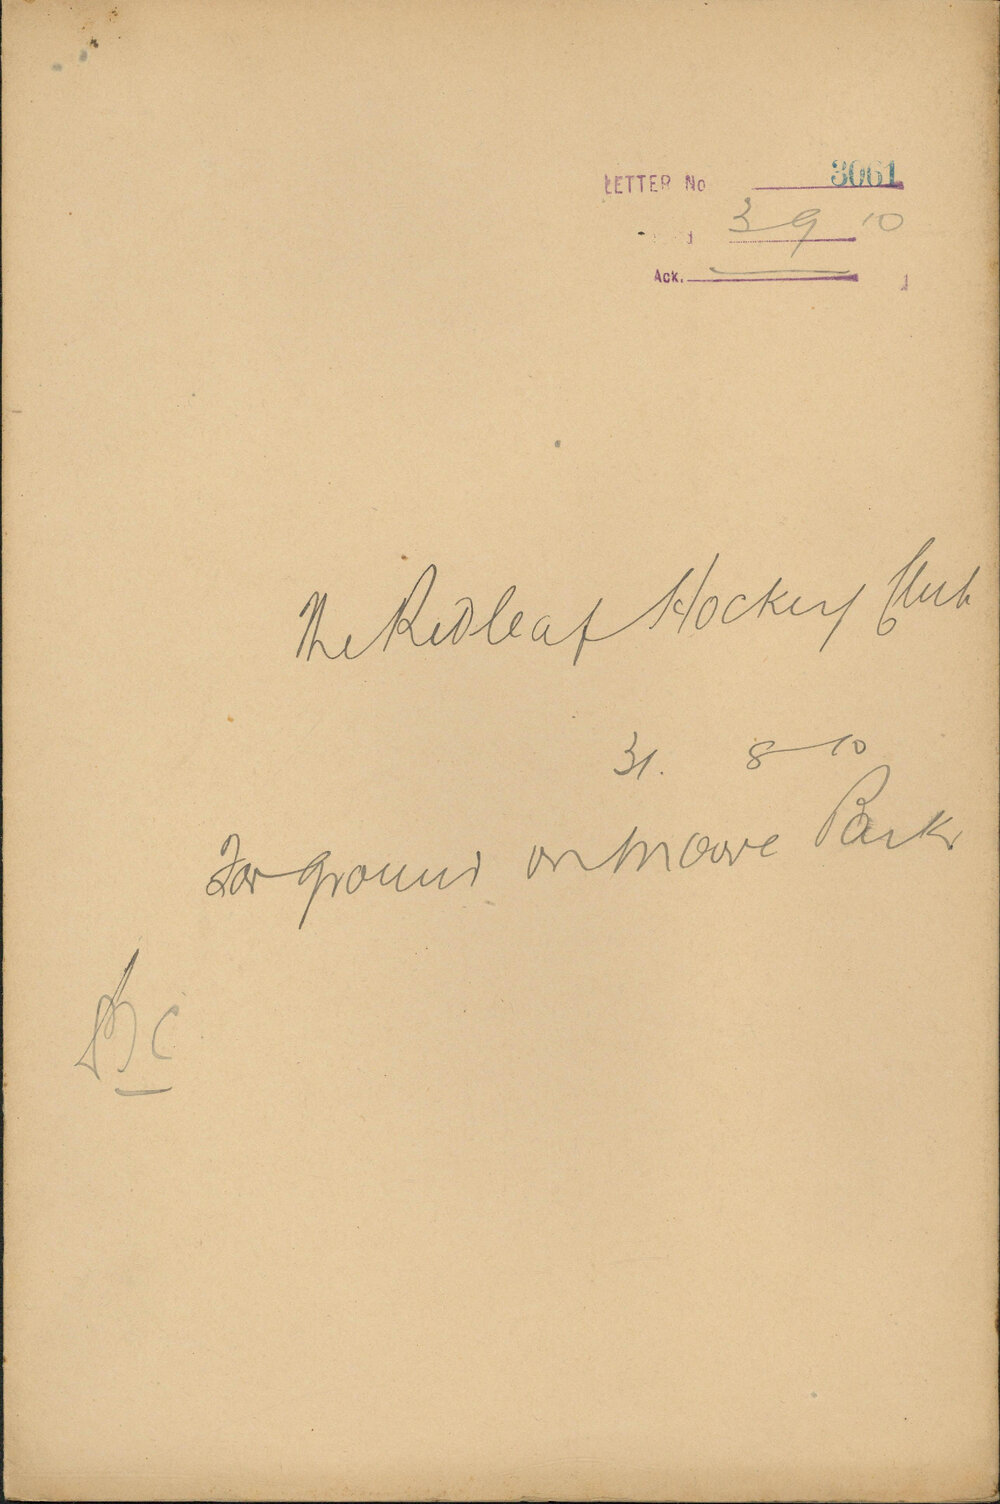 LETTER No 3061
3 9 10
Ack.
The Redleaf Hockey Club
31. 8 10
For ground on Moore Park